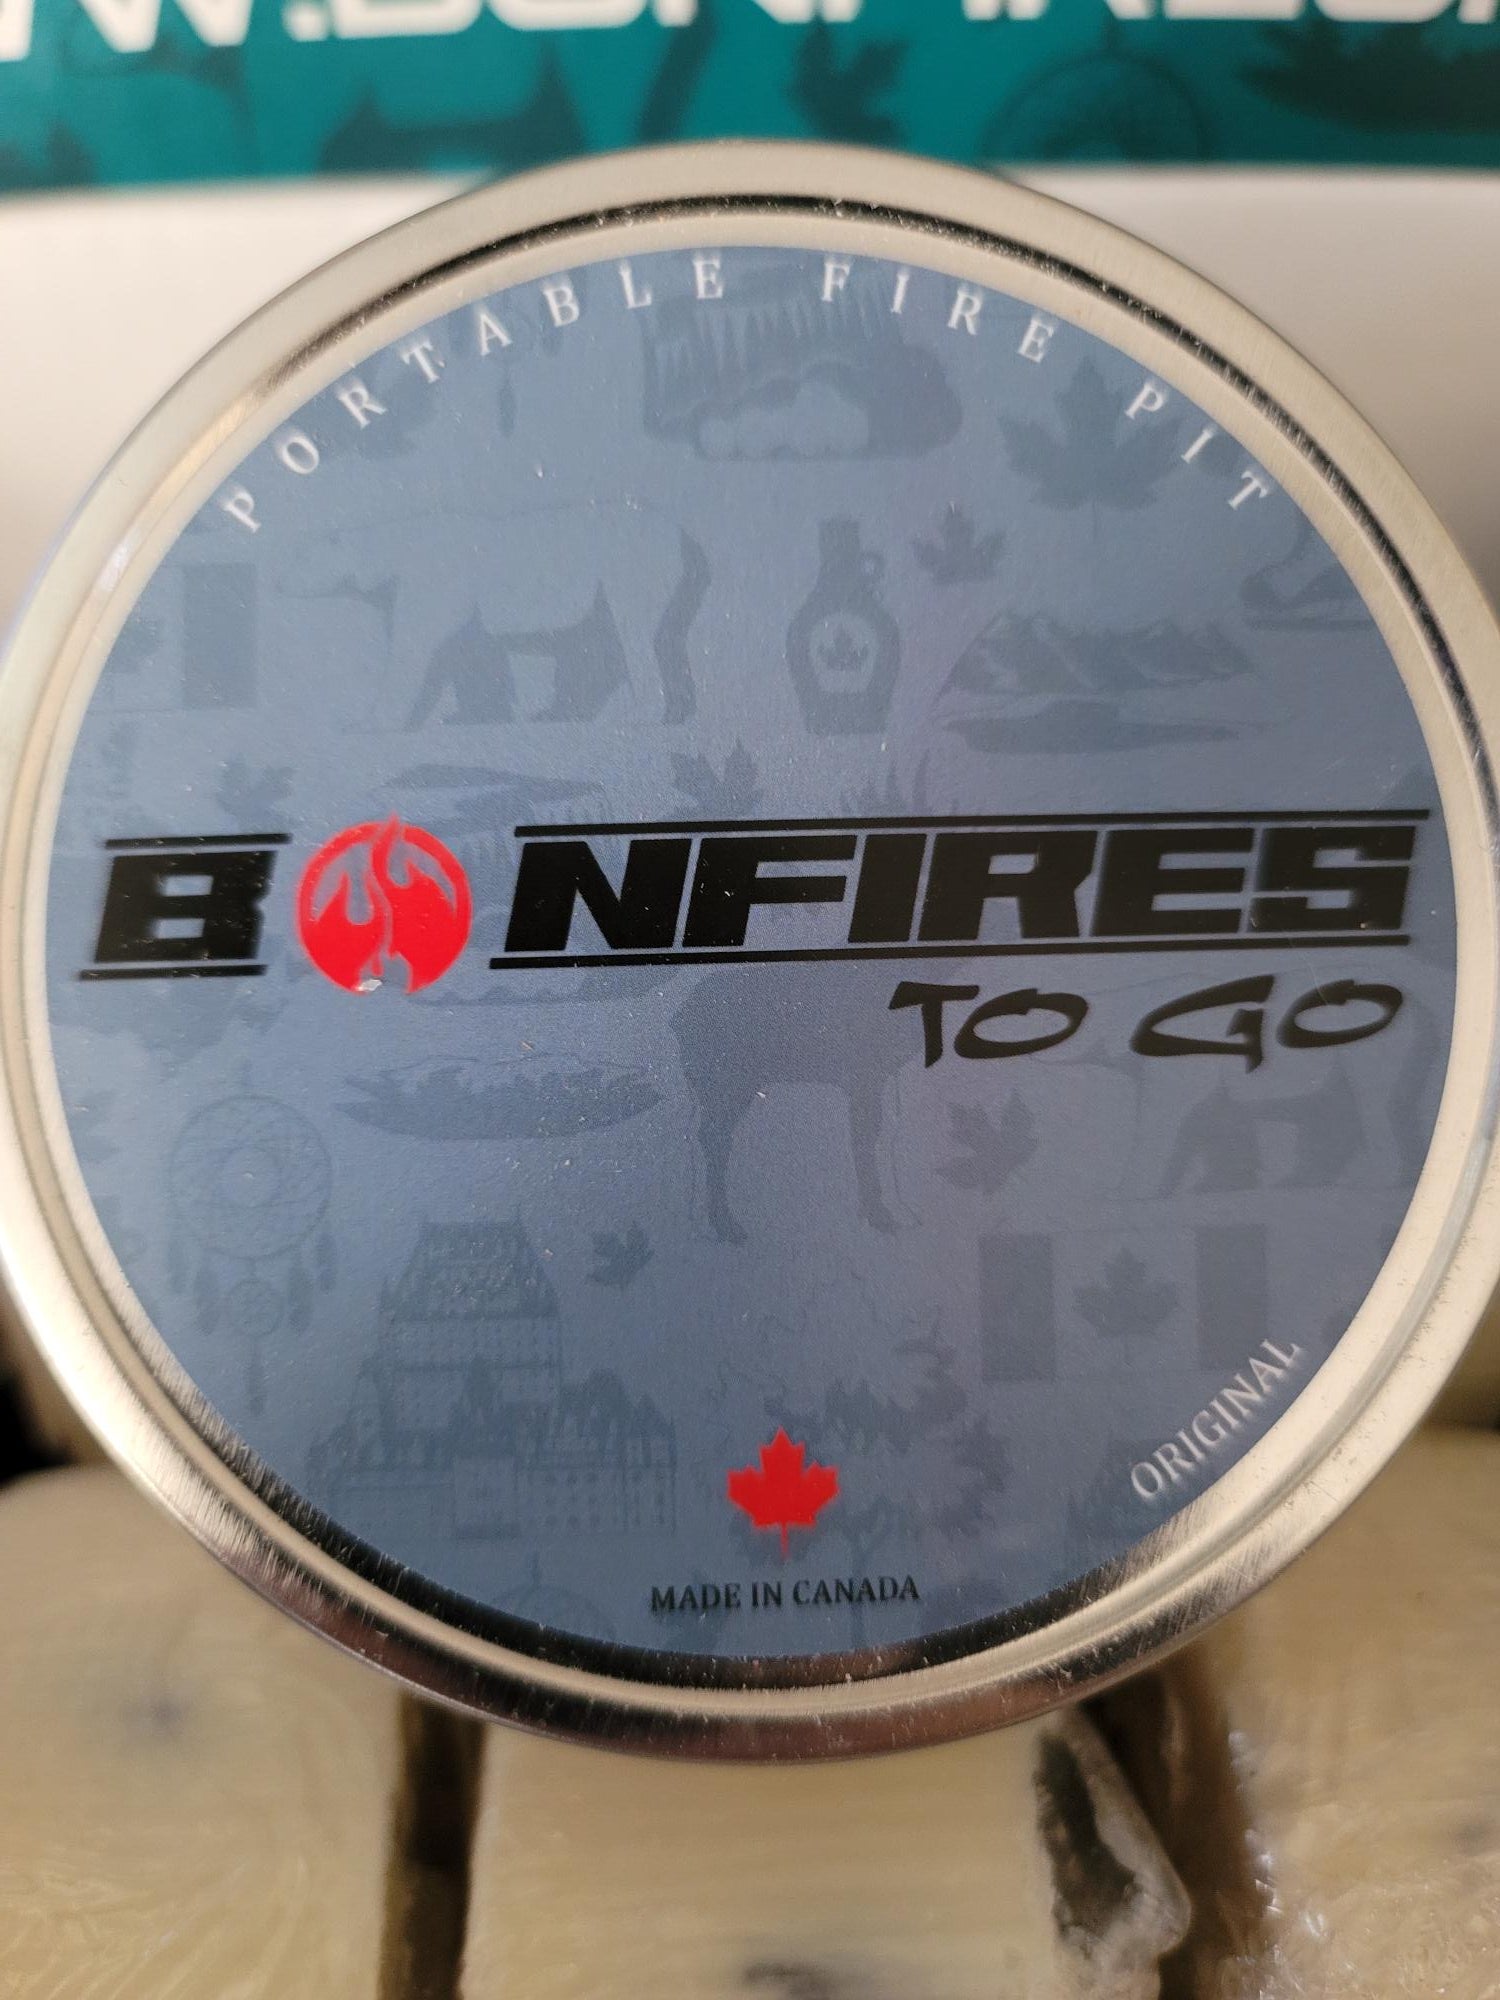 PORTABLE FIRE PIT
BONFIRES
TO GO
ORIGINAL
MADE IN CANADA